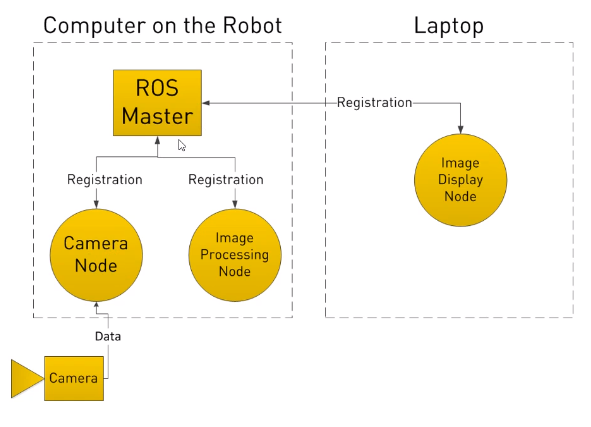 Computer on the Robot
Laptop
ROS
Master
Registration
Registration
Registration
Image
Display
Node
Camera
Node
Image
Processing
Node
Data
Camera